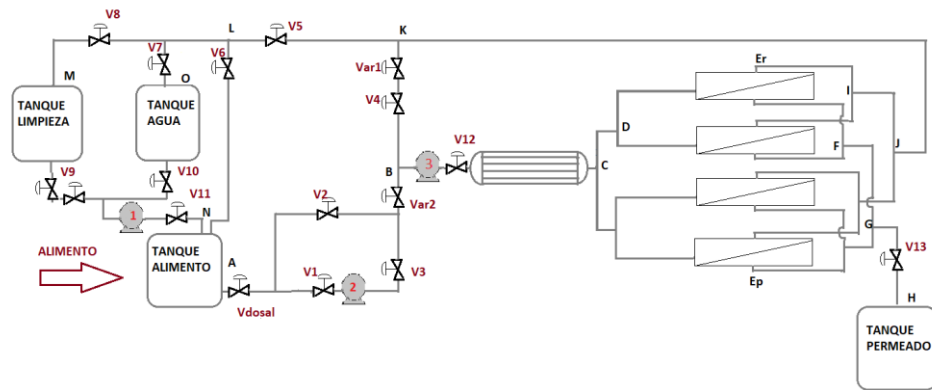 V8
L
V5
K
V7
V6
Er
M
O
Var1
I
TANQUE
LIMPIEZA
TANQUE
AGUA
V4
D
V12
F
J
3
C
B
V9
V10
V2
Var2
V11
N
1
G
ALIMENTO
TANQUE
ALIMENTO
A
V1
V3
V13
2
Ep
Vdosal
H
TANQUE
PERMEADO